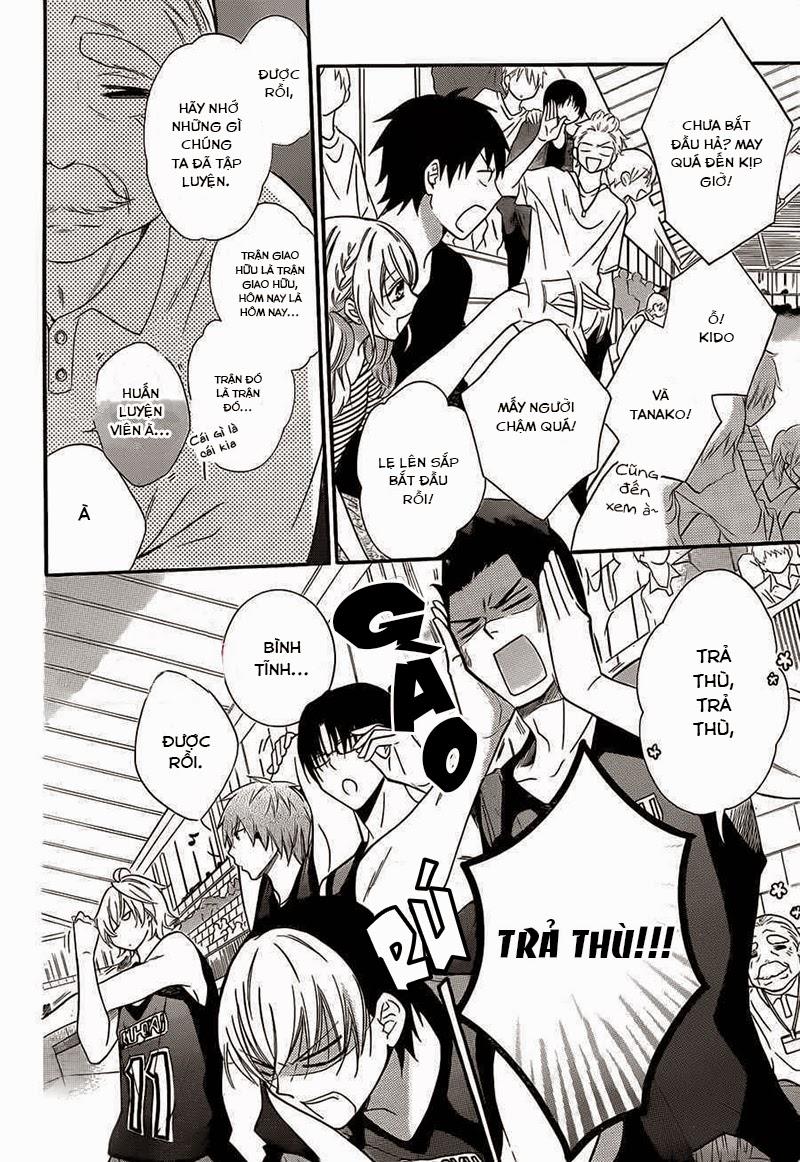 CHƯA BẮT
ĐẦU HẢ? MAY
QUÁ ĐẾN KỊP
GIỜ!
Ồ!
KIDO
VÀ
TANAKO!
Cũng
đến
xem à~
MẤY NGƯỜI
CHẬM QUÁ!
LẸ LÊN SẮP
BẮT ĐẦU
RỒI!
ĐƯỢC
RỒI,
HÃY NHỚ
NHỮNG GÌ
CHÚNG
TA ĐÃ TẬP
LUYỆN.
TRẬN GIAO
HỮU LÀ TRẬN
GIAO HỮU,
HÔM NAY LÀ
HÔM NAY...
TRẬN ĐÓ
LÀ TRẬN
ĐÓ...
Cái gì là
cái kia
HUẤN
LUYỆN
VIÊN À...
À
TRẢ
THÙ,
TRẢ
THÙ,
GÀO
BÌNH
TĨNH...
ĐƯỢC
RỒI.
TRẢ THÙ!!!
RÚ
11